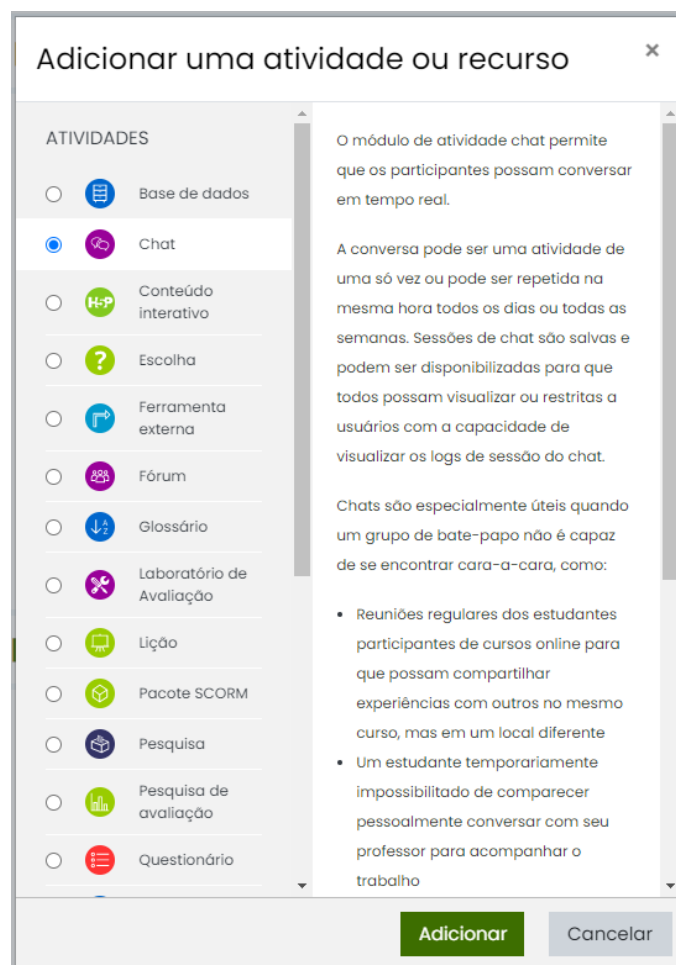 Adicionar uma atividade ou recurso
×
ATIVIDADES
Base de dados
Chat
H-P
Conteúdo
interativo
?
Escolha
Ferramenta
externa
Fórum
A
Z
Glossário
Laboratório de
Avaliação
Lição
Pacote SCORM
Pesquisa
Pesquisa de
avaliação
Questionário
O módulo de atividade chat permite
que os participantes possam conversar
em tempo real.
A conversa pode ser uma atividade de
uma só vez ou pode ser repetida na
mesma hora todos os dias ou todas as
semanas. Sessões de chat são salvas e
podem ser disponibilizadas para que
todos possam visualizar ou restritas a
usuários com a capacidade de
visualizar os logs de sessão do chat.
Chats são especialmente úteis quando
um grupo de bate-papo não é capaz
de se encontrar cara-a-cara, como:
• Reuniões regulares dos estudantes
participantes de cursos online para
que possam compartilhar
experiências com outros no mesmo
curso, mas em um local diferente
• Um estudante temporariamente
impossibilitado de comparecer
pessoalmente conversar com seu
professor para acompanhar o
trabalho
Adicionar
Cancelar